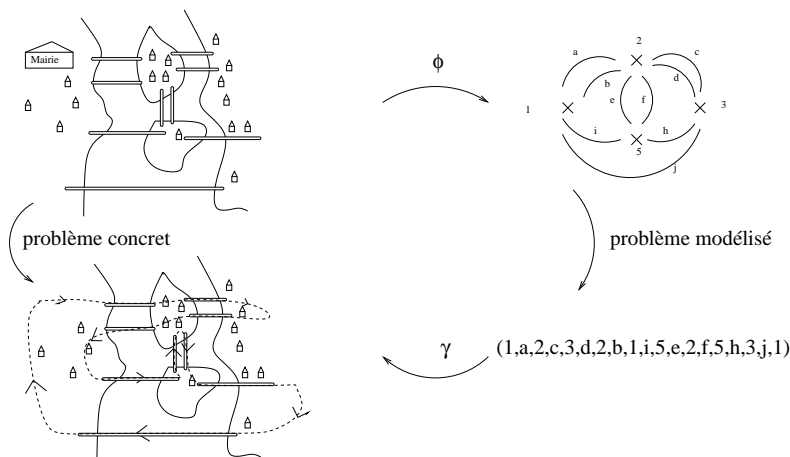 Mairie
ϕ
2
a
c
b
d
e
f
1
3
i
h
5
j
problème concret
problème modélisé
γ
(1,a,2,c,3,d,2,b,1,i,5,e,2,f,5,h,3,j,1)